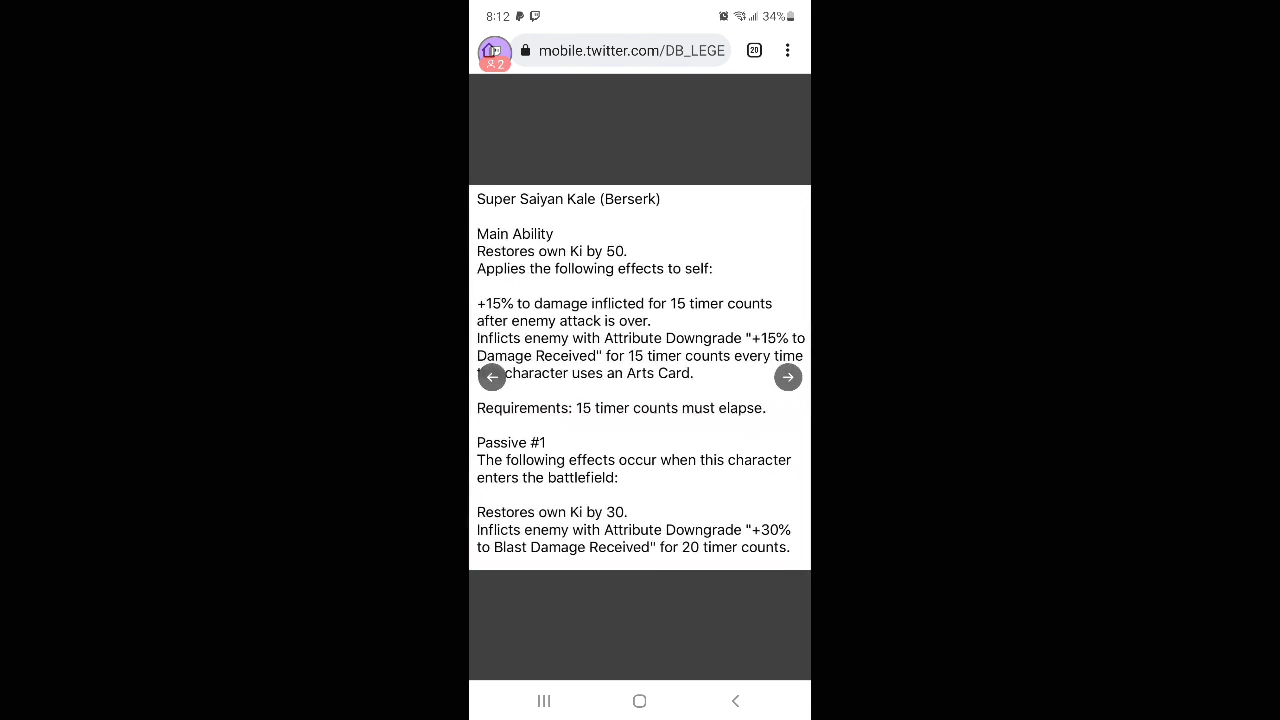 8:12
34%
2
mobile.twitter.com/DB_LEGE
20
Super Saiyan Kale (Berserk)
Main Ability
Restores own Ki by 50.
Applies the following effects to self:
+15% to damage inflicted for 15 timer counts
after enemy attack is over.
Inflicts enemy with Attribute Downgrade "+15% to
Damage Received" for 15 timer counts every time
character uses an Arts Card.
Requirements: 15 timer counts must elapse.
Passive #1
The following effects occur when this character
enters the battlefield:
Restores own Ki by 30.
Inflicts enemy with Attribute Downgrade "+30%
to Blast Damage Received" for 20 timer counts.